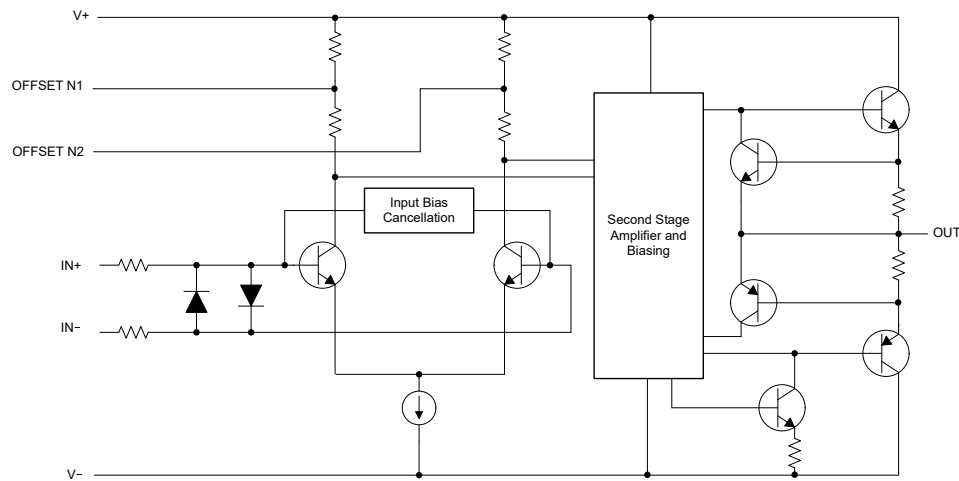 V+
OFFSET N1
OFFSET N2
Input Bias
Cancellation
Second Stage
Amplifier and
Biasing
OUT
IN+
IN−
V−